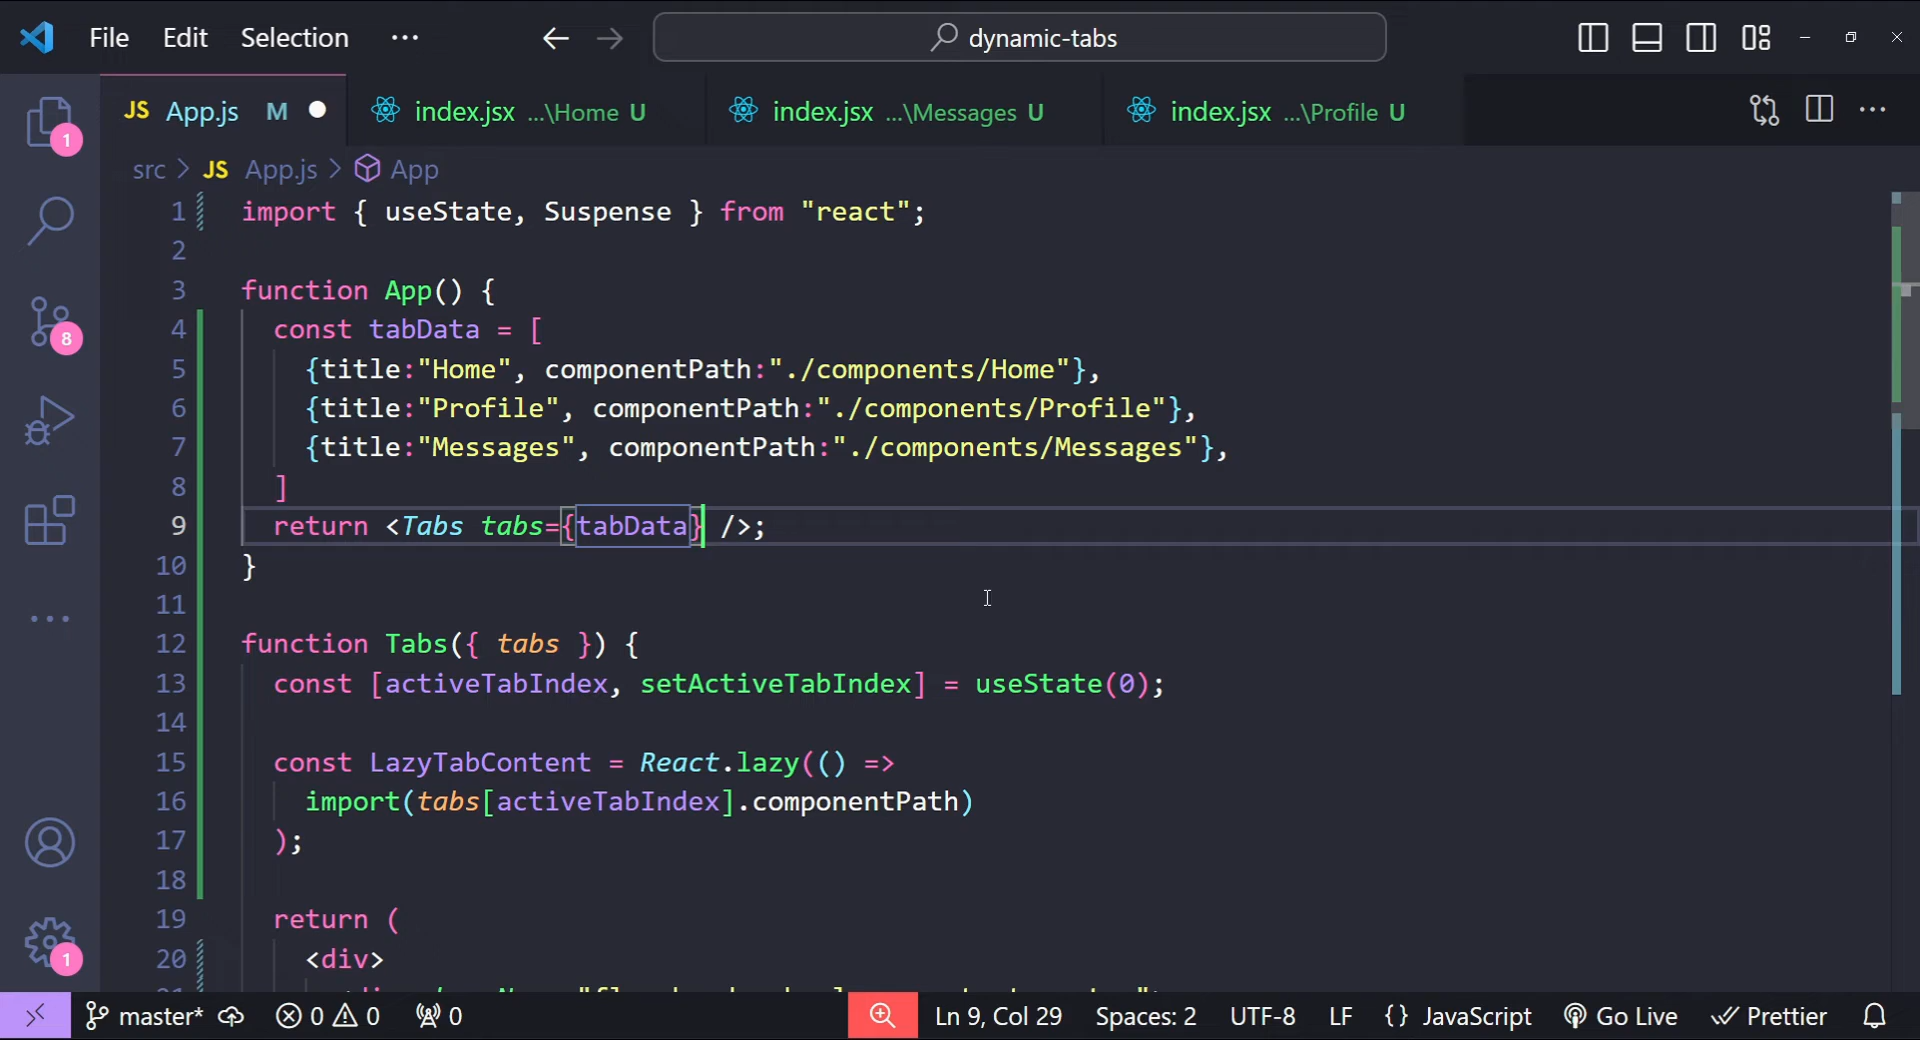 File Edit Selection ··· dynamic-tabs
JS App.js M index.jsx ...\Home U index.jsx ...\Messages U index.jsx ...\Profile U
src > JS App.js > App
1 import { useState, Suspense } from "react";
2
3 function App() {
4 const tabData = [
5 {title:"Home", componentPath:"./components/Home"},
6 {title:"Profile", componentPath:"./components/Profile"},
7 {title:"Messages", componentPath:"./components/Messages"},
8 ]
9 return <Tabs tabs={tabData} />;
10 }
11
12 function Tabs({ tabs }) {
13 const [activeTabIndex, setActiveTabIndex] = useState(0);
14
15 const LazyTabContent = React.lazy(() =>
16 import(tabs[activeTabIndex].componentPath)
17 );
18
19 return (
20 <div>
1
8
1
master* 0 0 0 Ln 9, Col 29 Spaces: 2 UTF-8 LF {} JavaScript Go Live Prettier